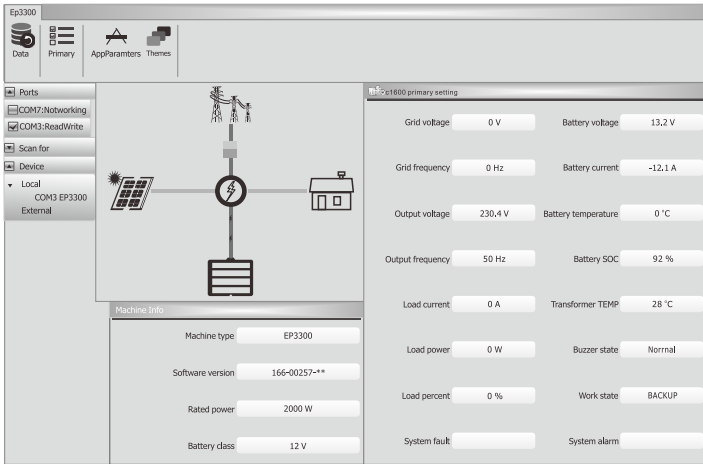 Ep3300
Data
Primary
AppParamters
Themes
Ports
COM7:Notworking
COM3:ReadWrite
Scan for
Device
Local
COM3 EP3300
External
Machine Info
Machine type EP3300
Software version 166-00257-**
Rated power 2000 W
Battery class 12 V
c1600 primary setting
Grid voltage 0 V Battery voltage 13.2 V
Grid frequency 0 Hz Battery current -12.1 A
Output voltage 230.4 V Battery temperature 0 °C
Output frequency 50 Hz Battery SOC 92 %
Load current 0 A Transformer TEMP 28 °C
Load power 0 W Buzzer state Norrnal
Load percent 0 % Work state BACKUP
System fault System alarm